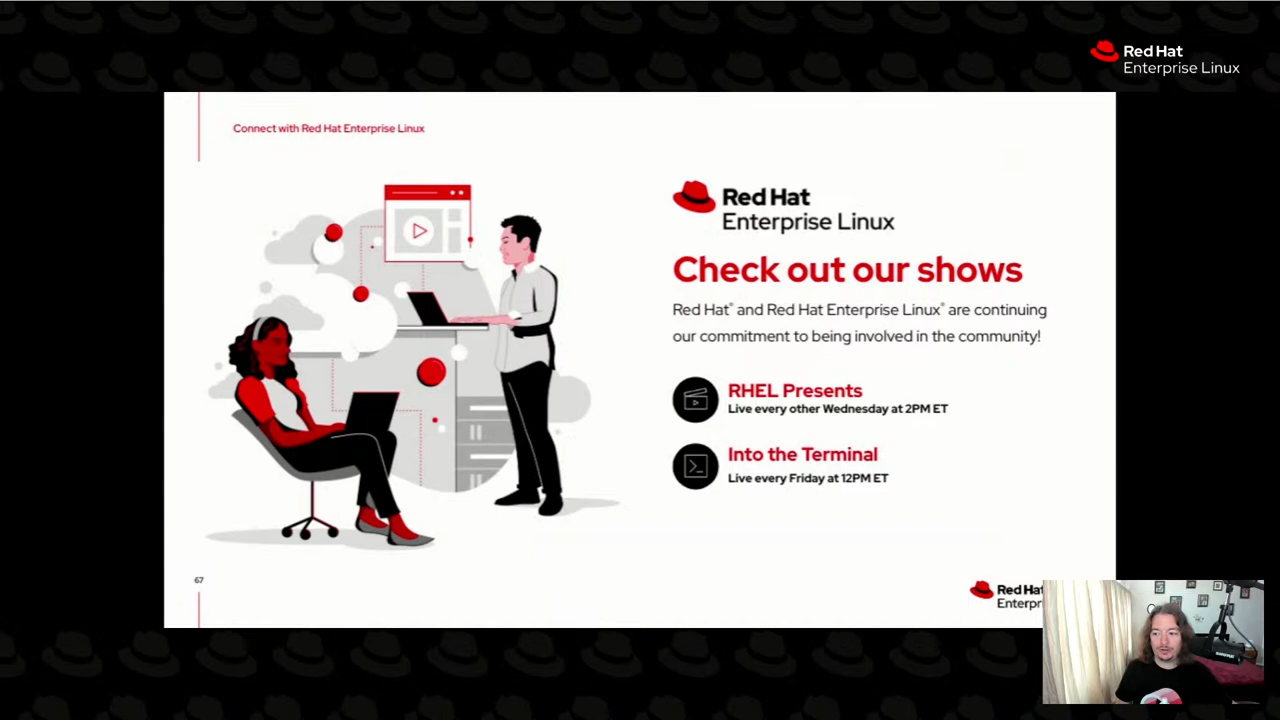 Red Hat
Enterprise Linux
Connect with Red Hat Enterprise Linux
Red Hat
Enterprise Linux
Check out our shows
Red Hat® and Red Hat Enterprise Linux® are continuing
our commitment to being involved in the community!
RHEL Presents
Live every other Wednesday at 2PM ET
Into the Terminal
Live every Friday at 12PM ET
67
Red Hat
Enterpr